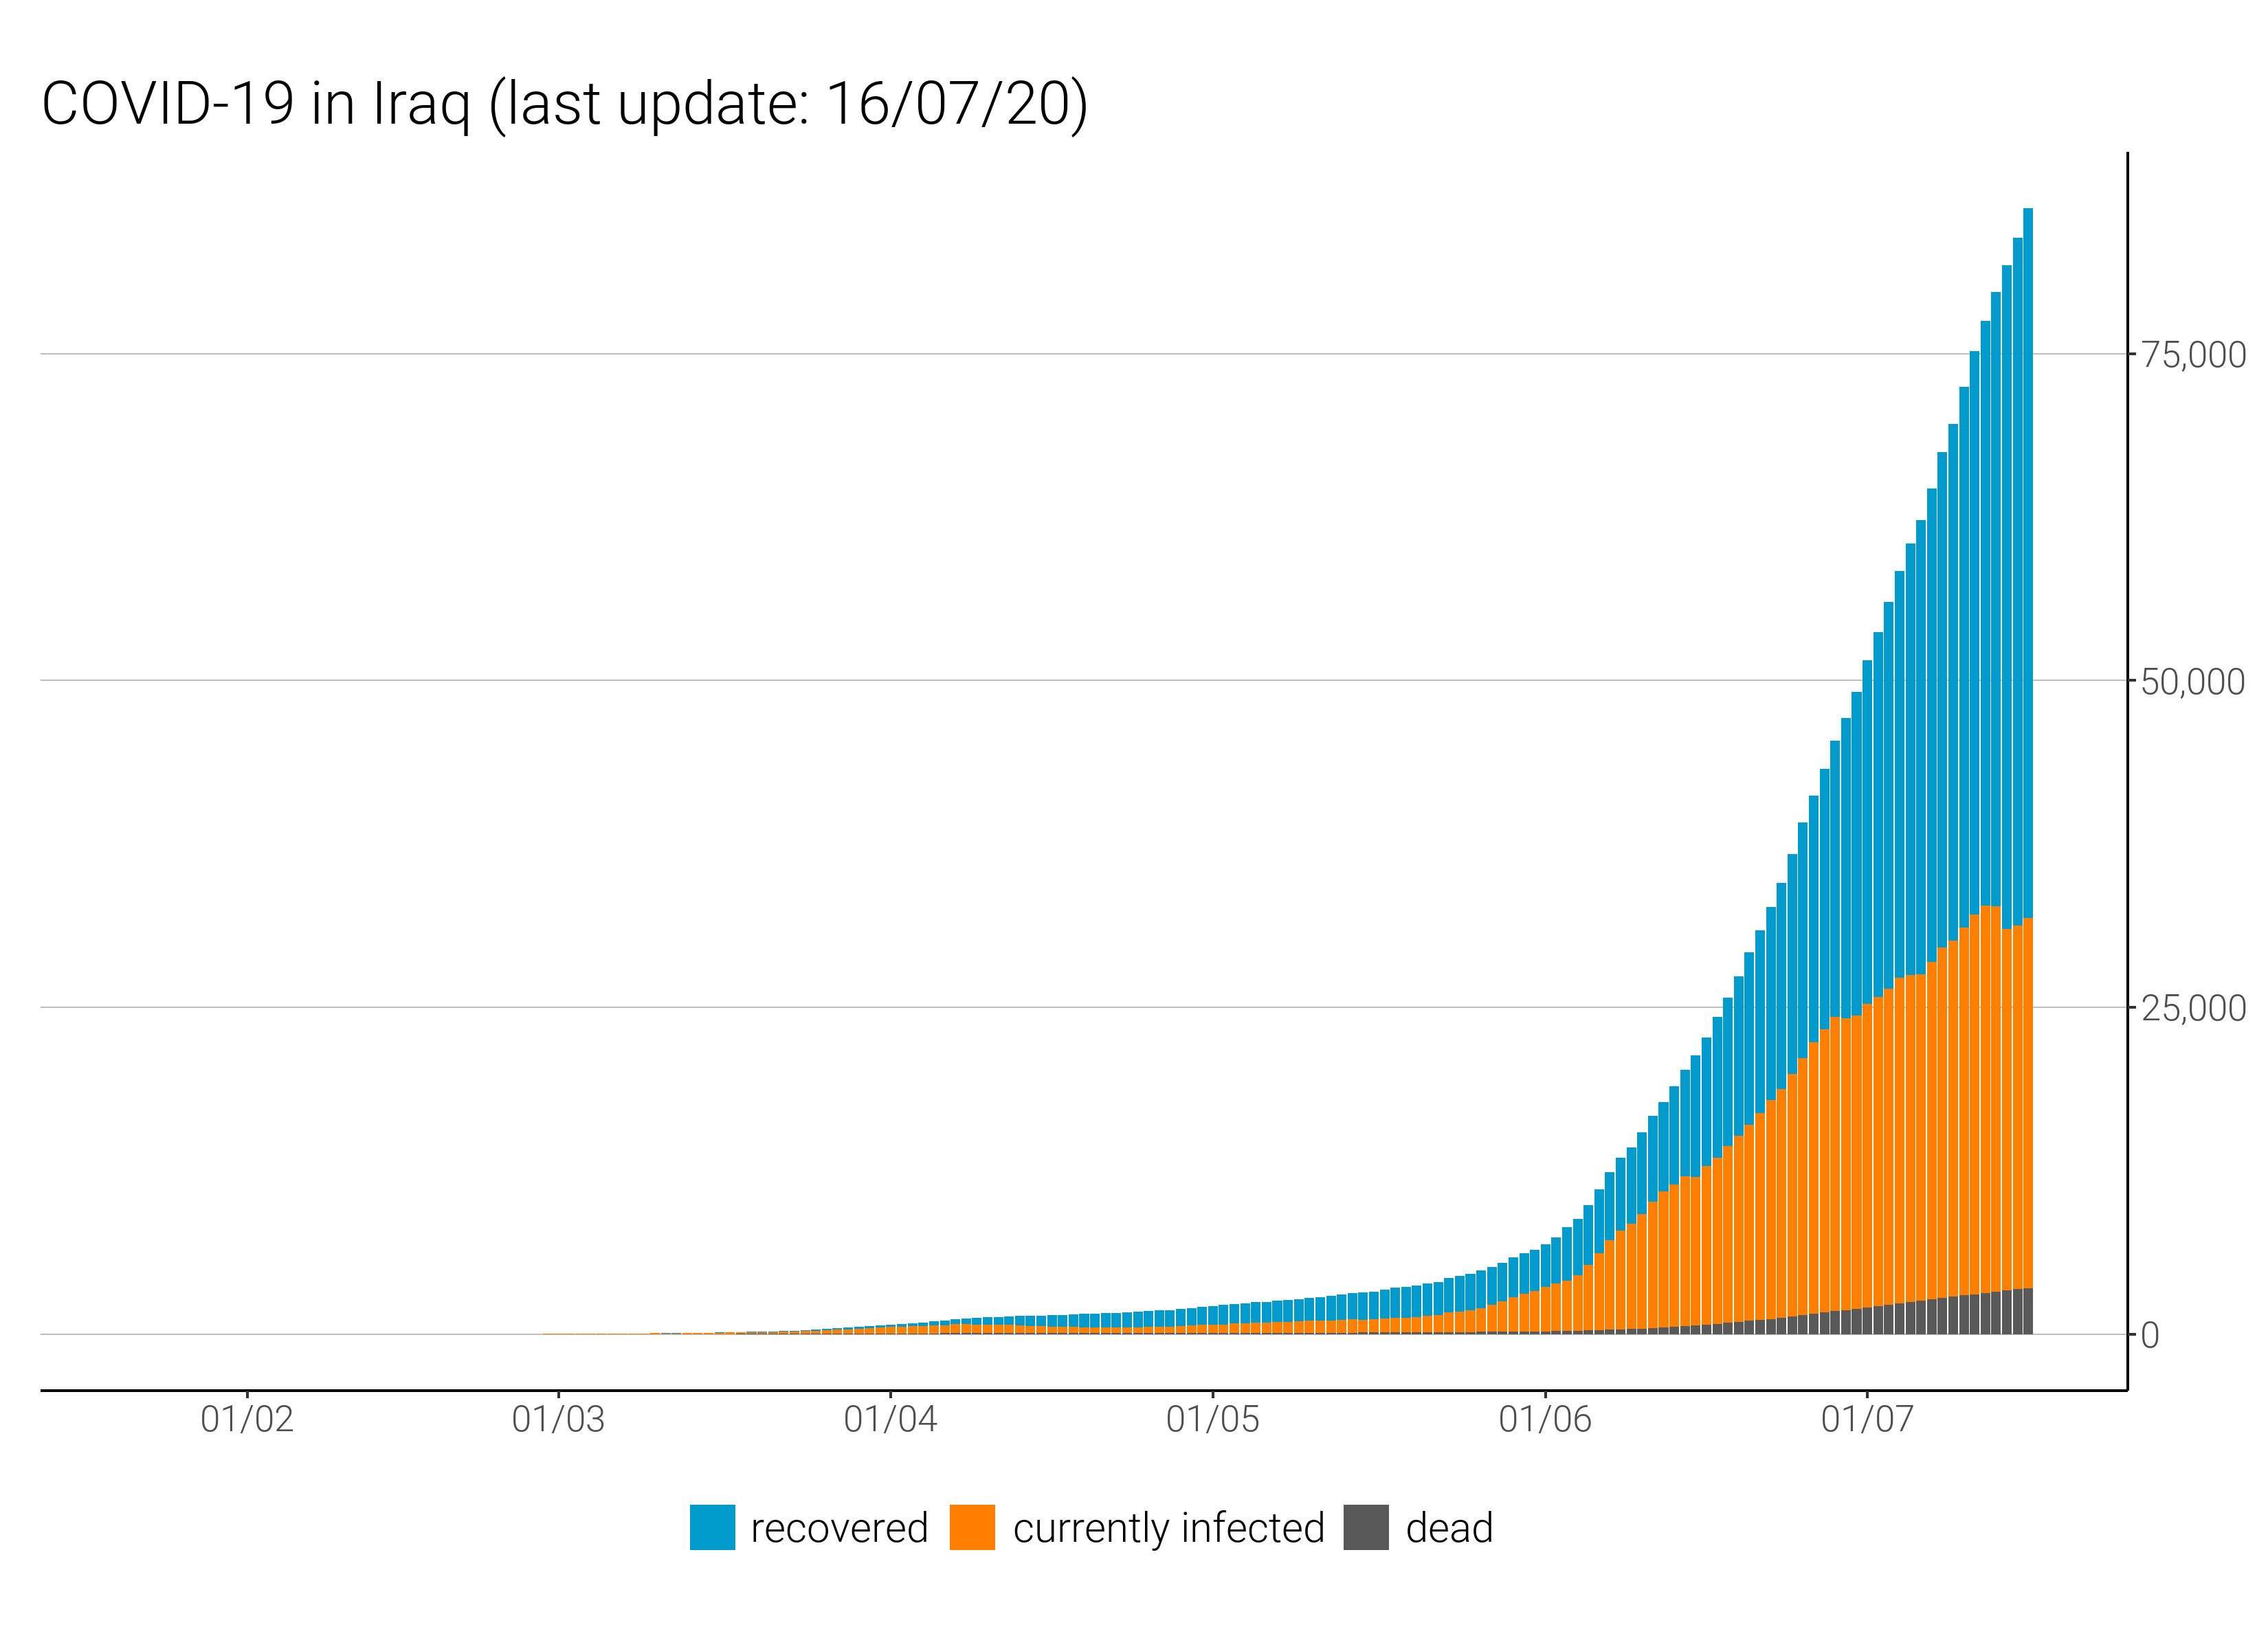 COVID-19 in Iraq (last update: 16/07/20)
75,000
50,000
25,000
0
01/02 01/03 01/04 01/05 01/06 01/07
recovered currently infected dead